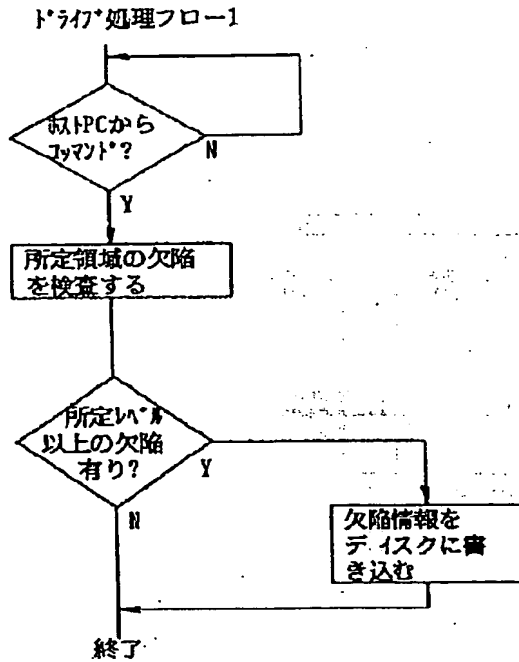 ﾄﾞﾗｲﾌﾞ処理フロー1
ﾎｽﾄPCから
ｺｯﾏﾝﾄﾞ?
N
Y
所定領域の欠陥
を検査する
所定ﾚﾍﾞﾙ
以上の欠陥
有り?
Y
N
欠陥情報を
ディスクに書
き込む
終了